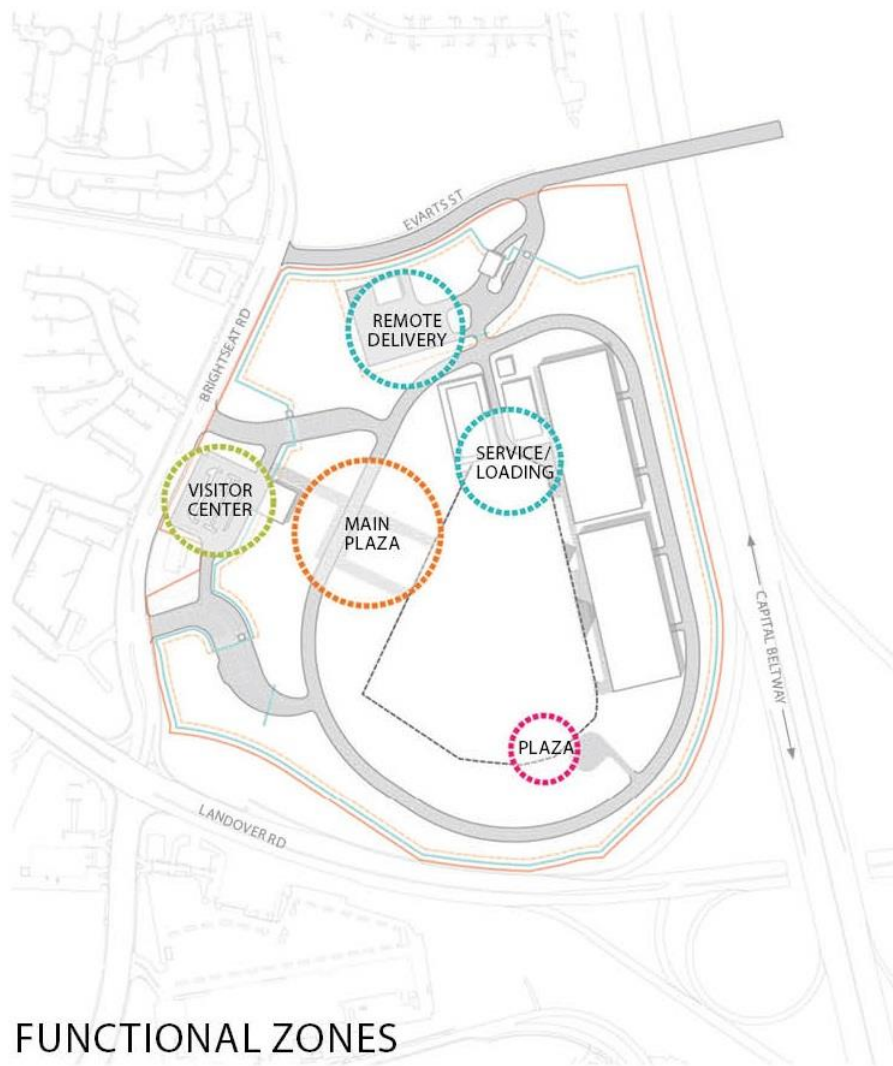 EVARTS ST
REMOTE
DELIVERY
BRIGHTSEAT RD
SERVICE/
LOADING
VISITOR
CENTER
MAIN
PLAZA
CAPITAL BELTWAY
PLAZA
LANDOVER RD
FUNCTIONAL ZONES